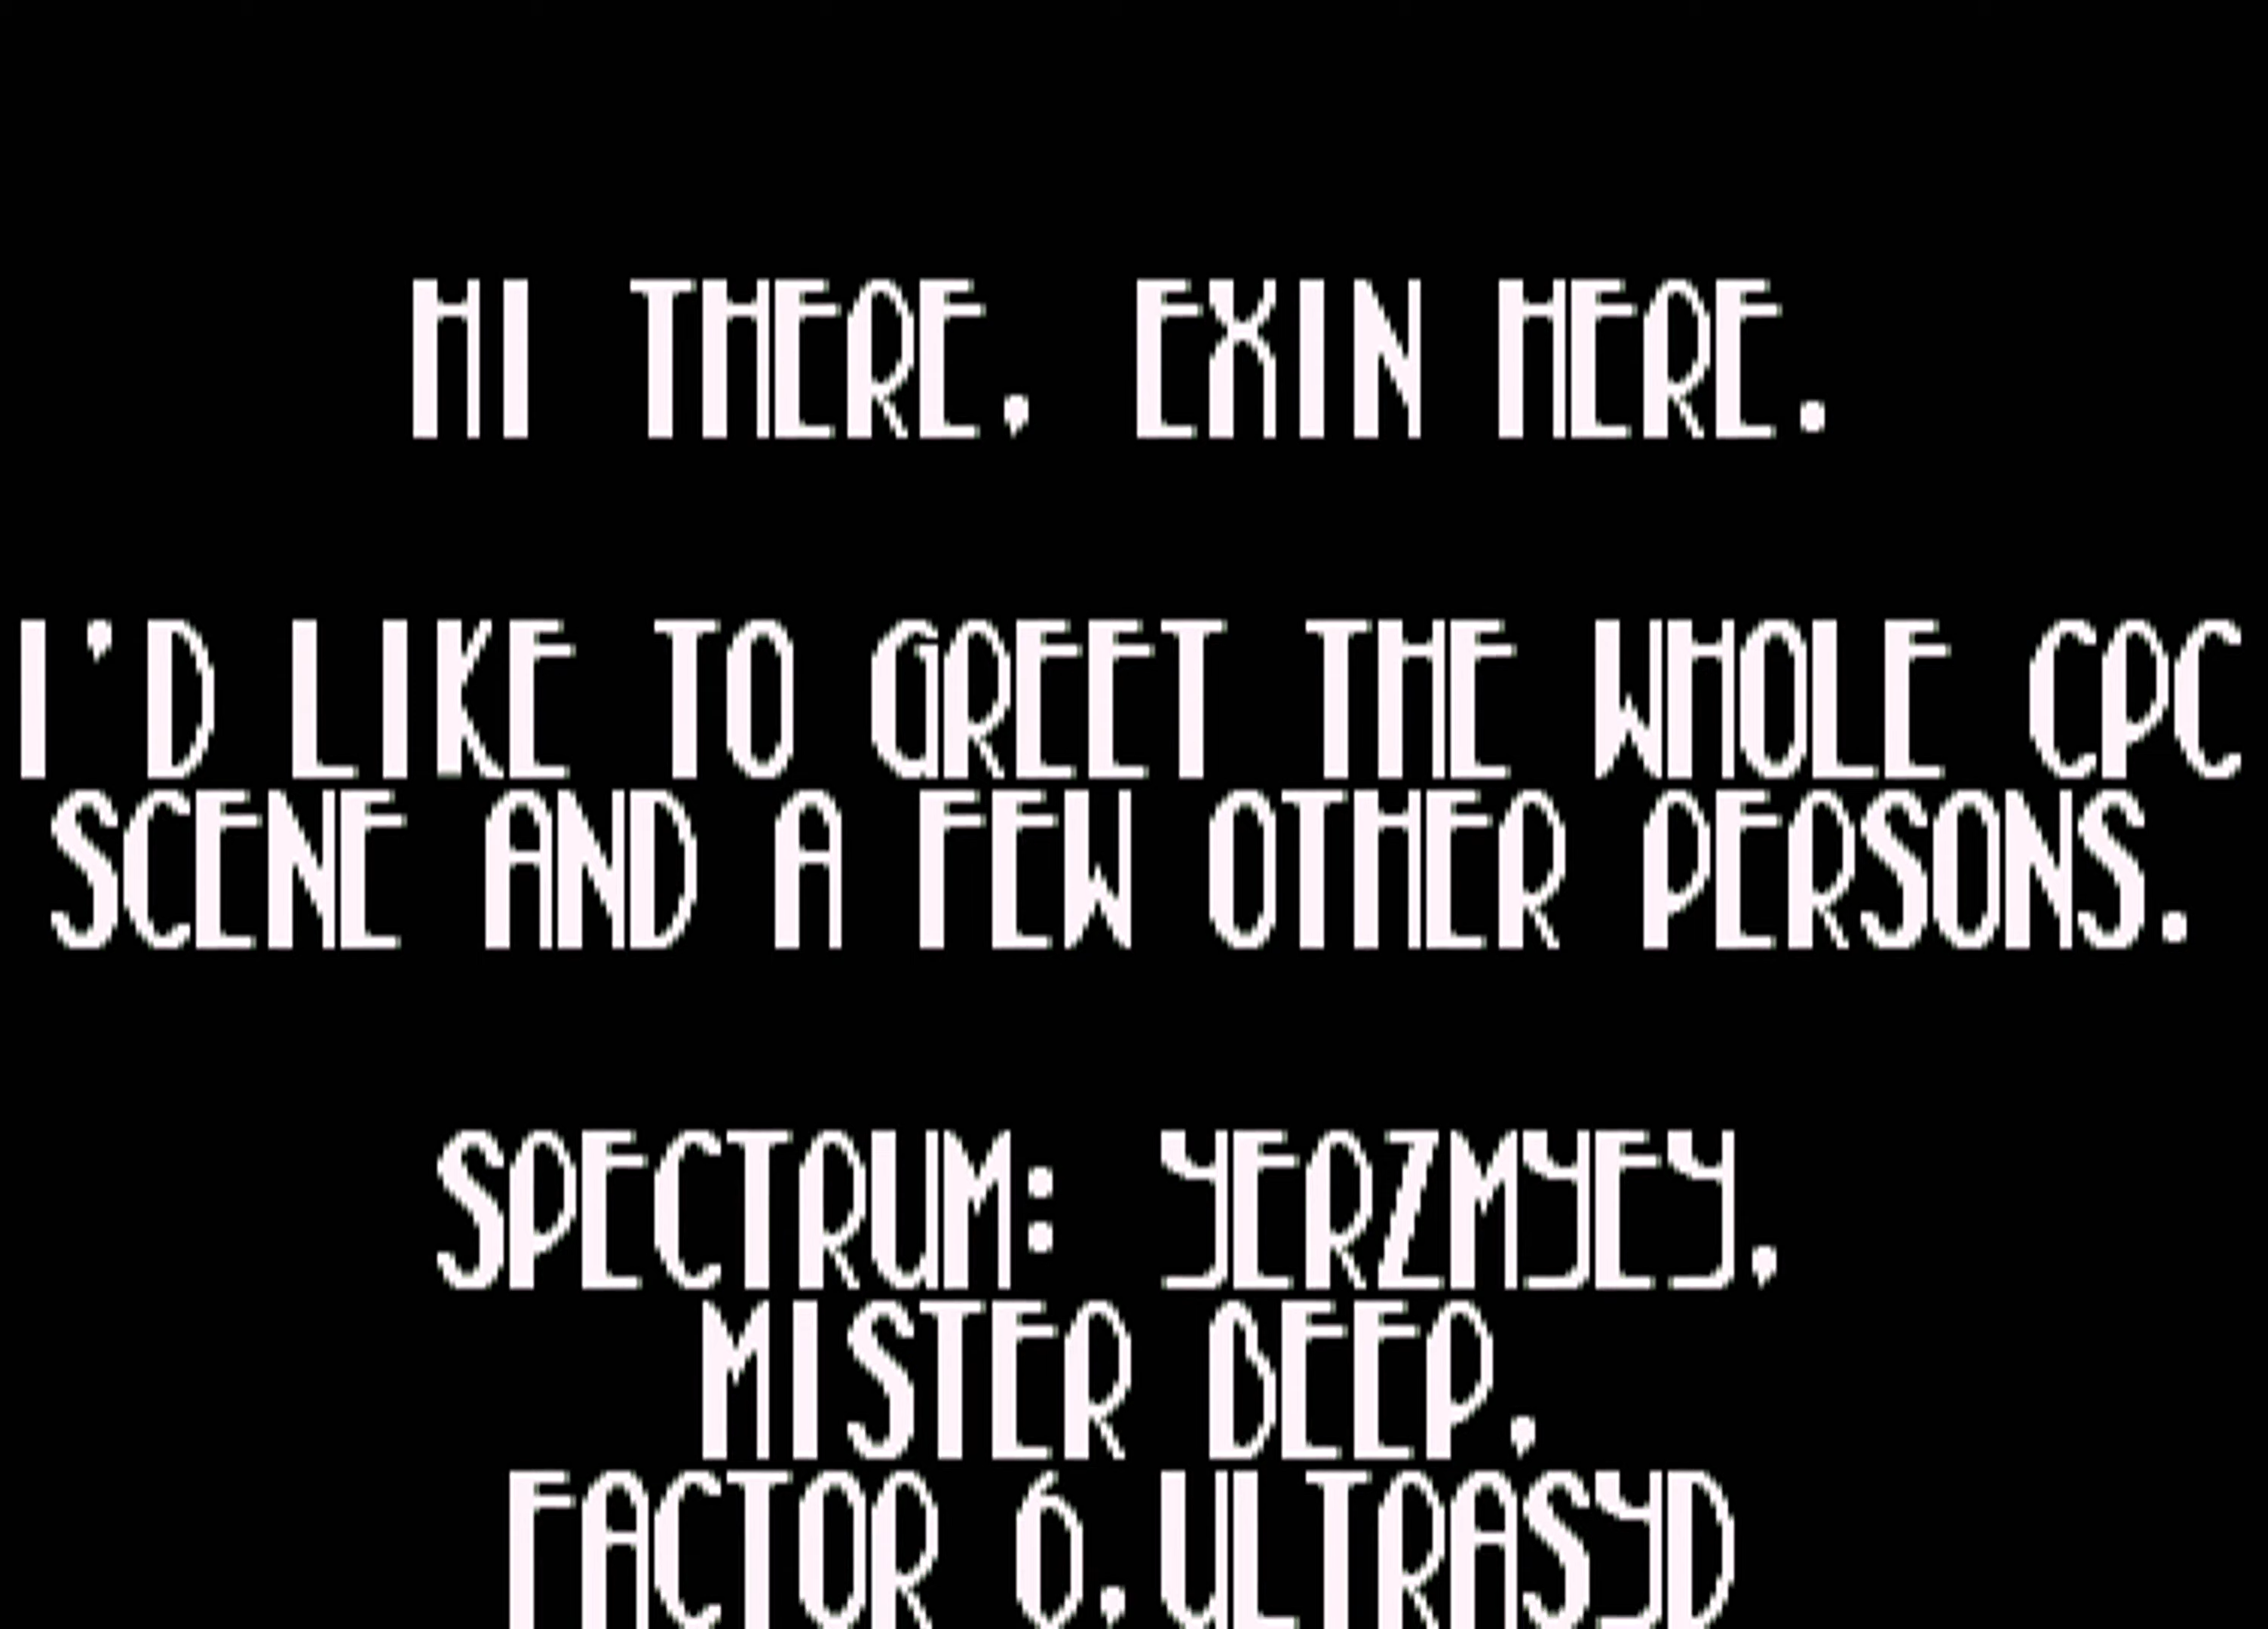 HI THERE, EXIN HERE.
I'D LIKE TO GREET THE WHOLE CPC
SCENE AND A FEW OTHER PERSONS.
SPECTRUM: YERZMYEY,
MISTER BEEP,
FACTOR 6,ULTRASYD